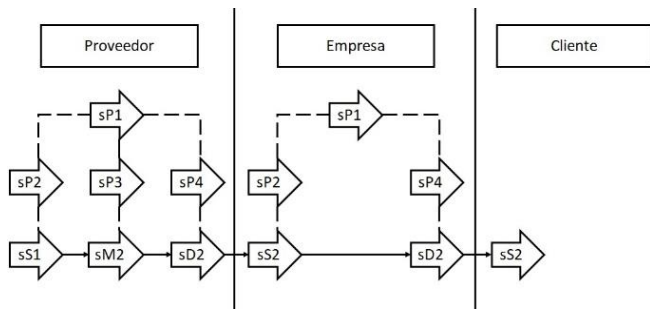 Proveedor Empresa Cliente
sP1 sP1
sP2 sP3 sP4 sP2 sP4
sS1 sM2 sD2 sS2 sD2 sS2